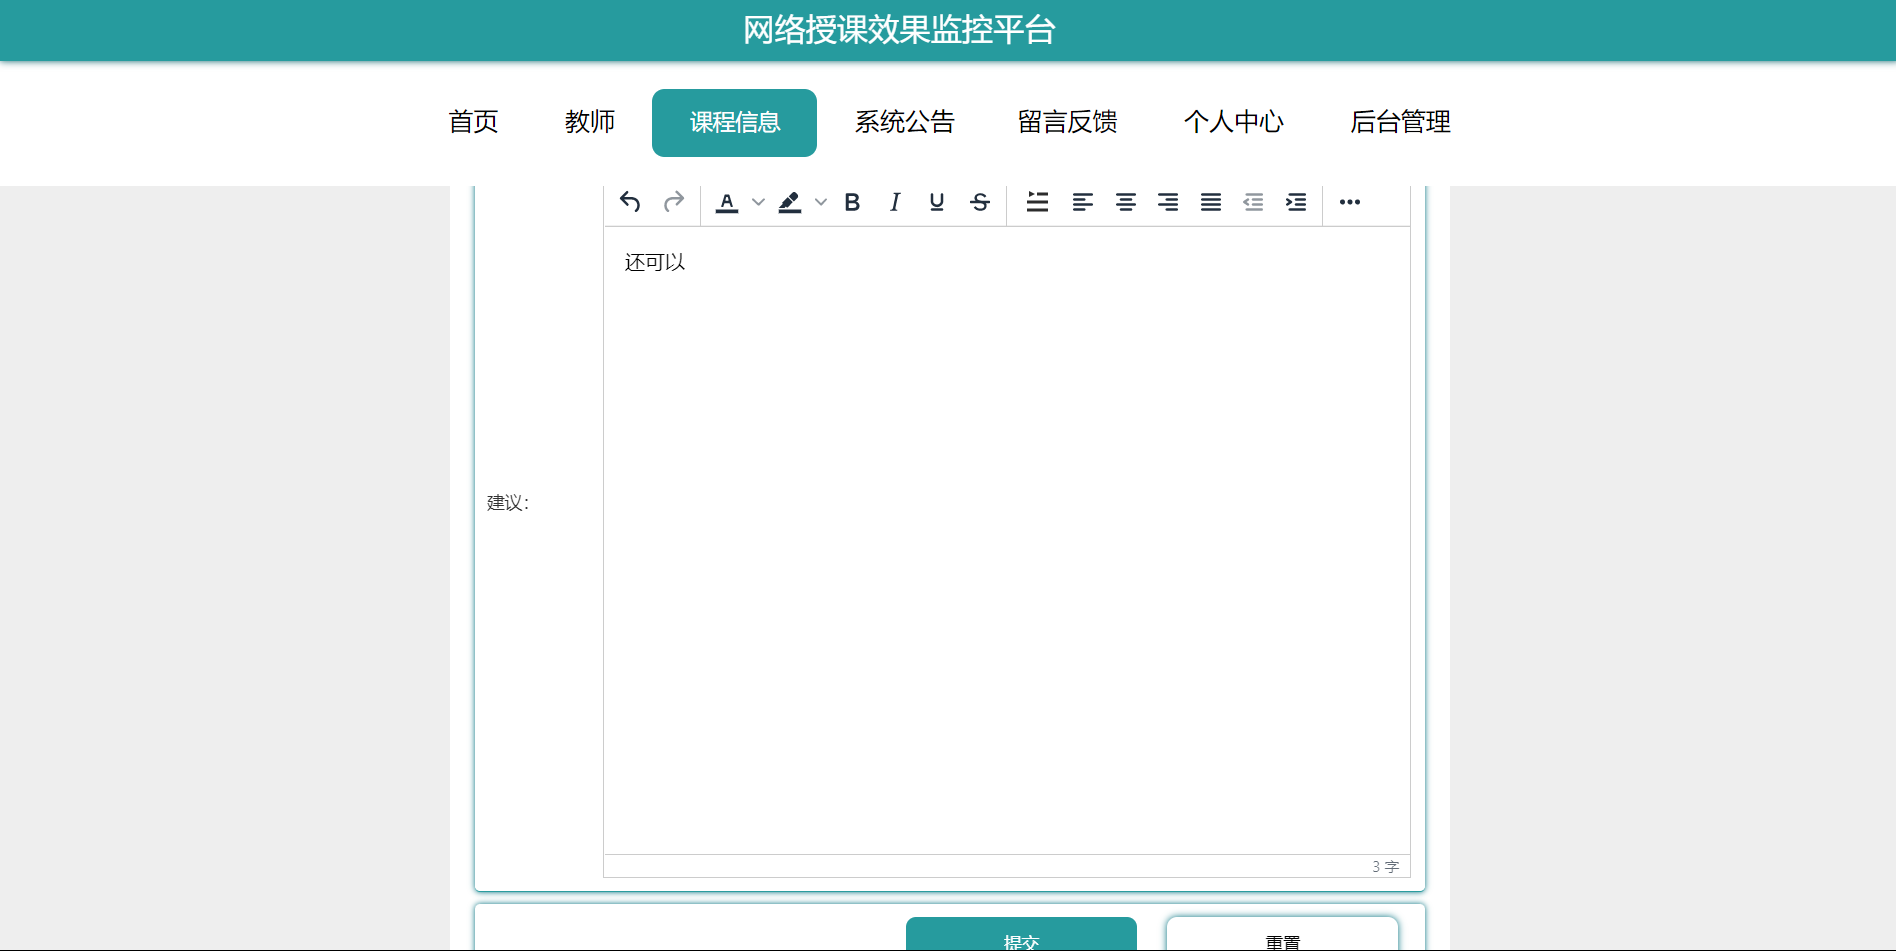 网络授课效果监控平台
首页 教师 课程信息 系统公告 留言反馈 个人中心 后台管理
还可以
建议:
3 字
提交 重置